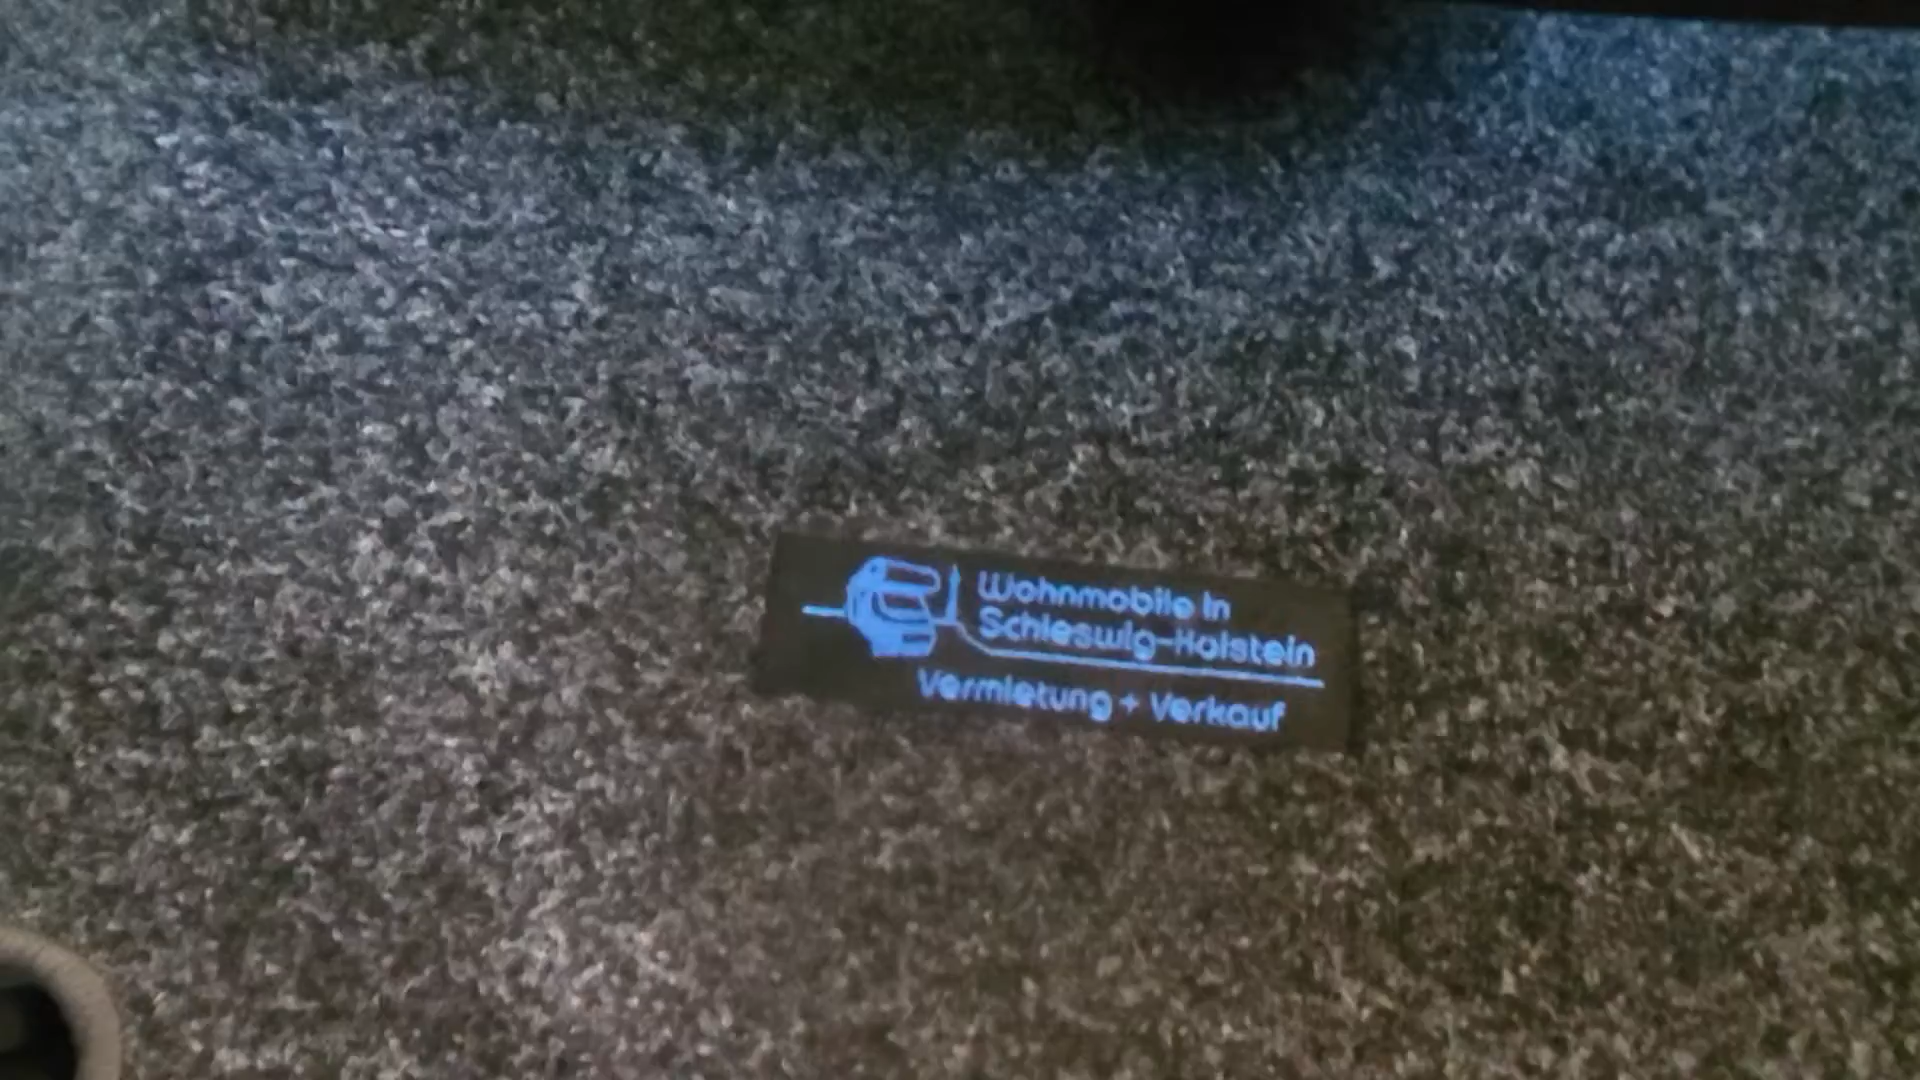 Wohnmobile in
Schleswig-Holstein
Vermietung + Verkauf